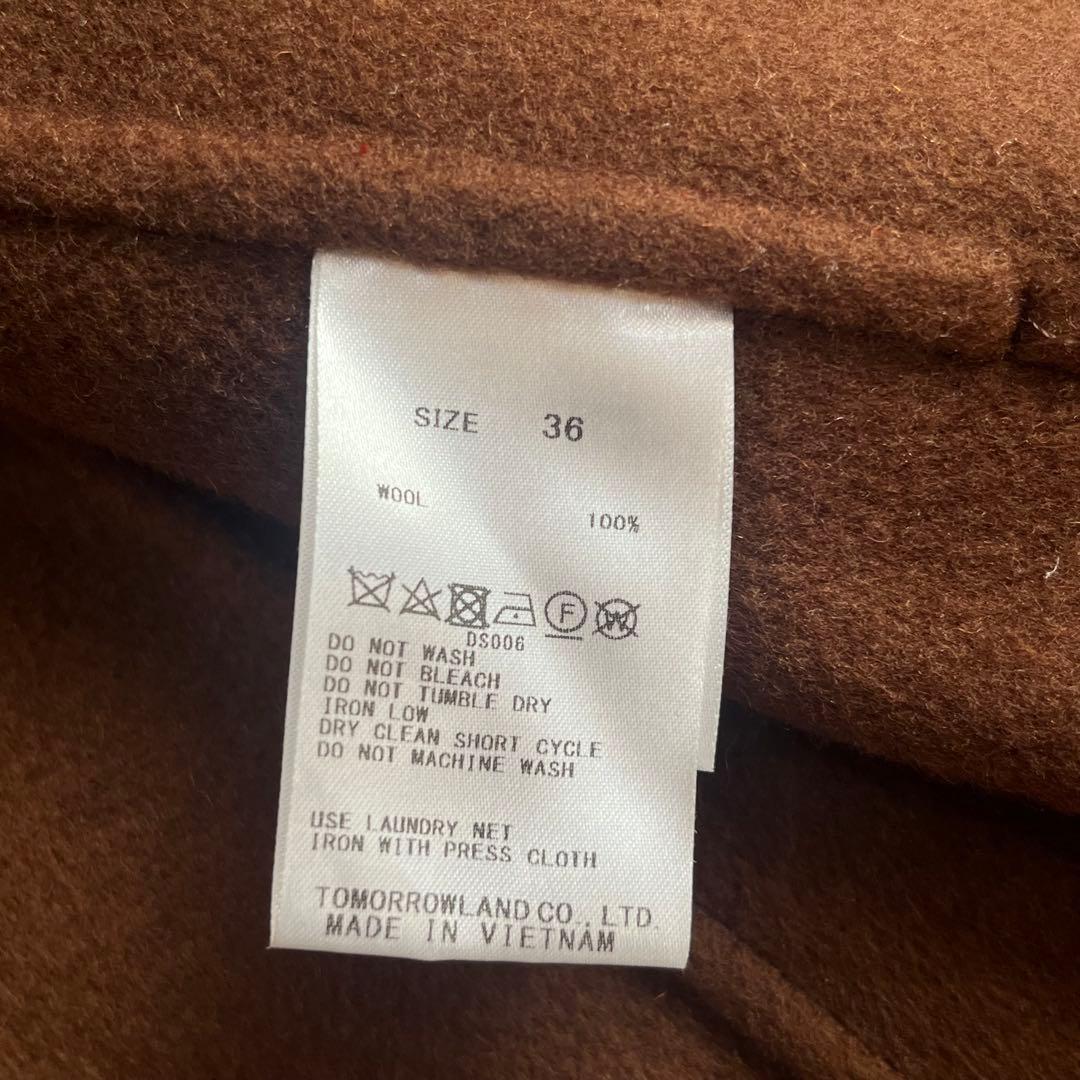 SIZE 36
WOOL
100%
F W
DS006
DO NOT WASH
DO NOT BLEACH
DO NOT TUMBLE DRY
IRON LOW
DRY CLEAN SHORT CYCLE
DO NOT MACHINE WASH
USE LAUNDRY NET
IRON WITH PRESS CLOTH
TOMORROWLAND CO., LTD.
MADE IN VIETNAM